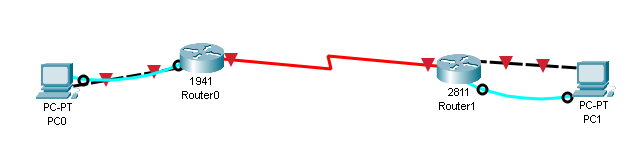 PC-PT
PC0
1941
Router0
2811
Router1
PC-PT
PC1